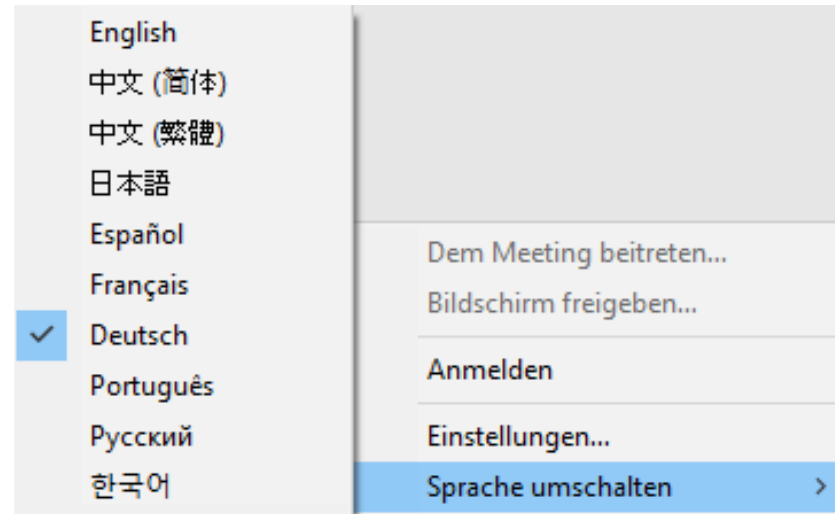 English
中文 (简体)
中文 (繁體)
日本語
Español
Français
Deutsch
Português
Русский
한국어
Dem Meeting beitreten...
Bildschirm freigeben...
Anmelden
Einstellungen...
Sprache umschalten